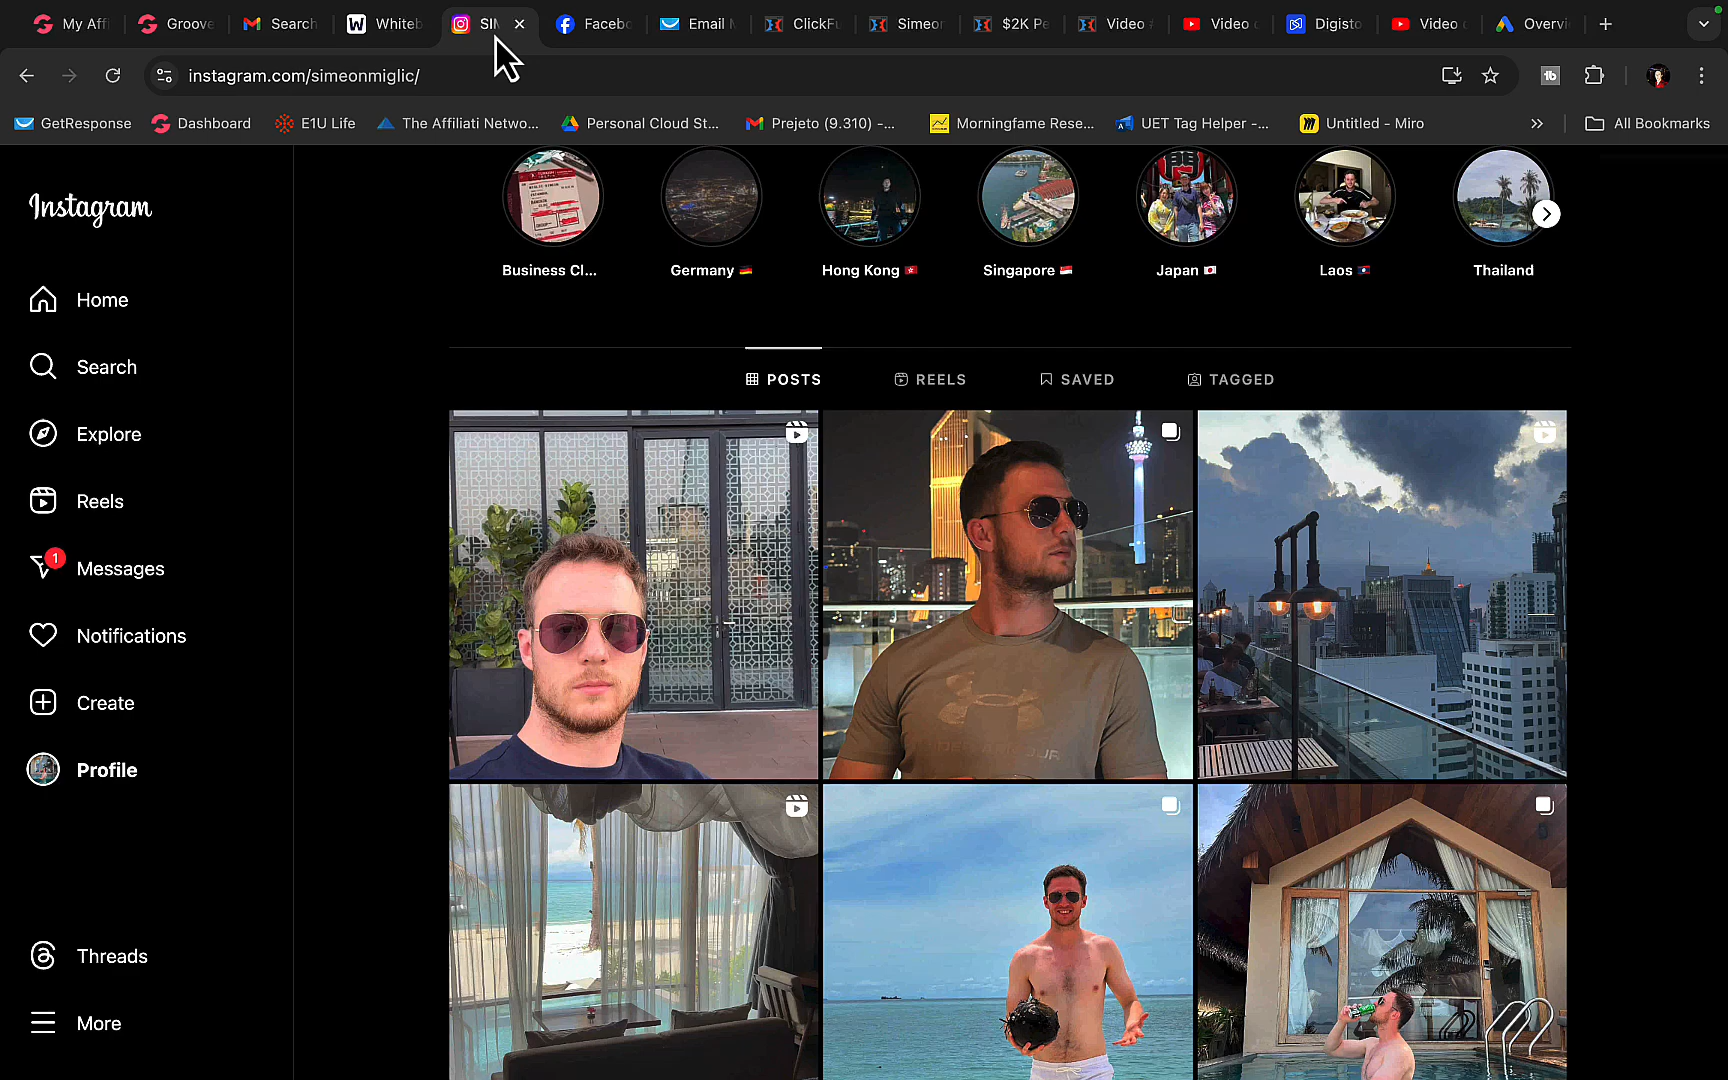 My Affi
Groove
Search
Whiteb
SIM
Facebo
Email M
ClickFu
Simeon
$2K Pe
Video #
Video c
Digisto
Video c
Overvi
instagram.com/simeonmiglic/
GetResponse
Dashboard
E1U Life
The Affiliati Netwo...
Personal Cloud St...
Prejeto (9.310) -...
Morningfame Rese...
UET Tag Helper -...
Untitled - Miro
All Bookmarks
Instagram
Home
Search
Explore
Reels
1
Messages
Notifications
Create
Profile
Threads
More
Business Cl...
Germany 🇩🇪
Hong Kong 🇭🇰
Singapore 🇸🇬
Japan 🇯🇵
Laos 🇱🇦
Thailand
POSTS
REELS
SAVED
TAGGED